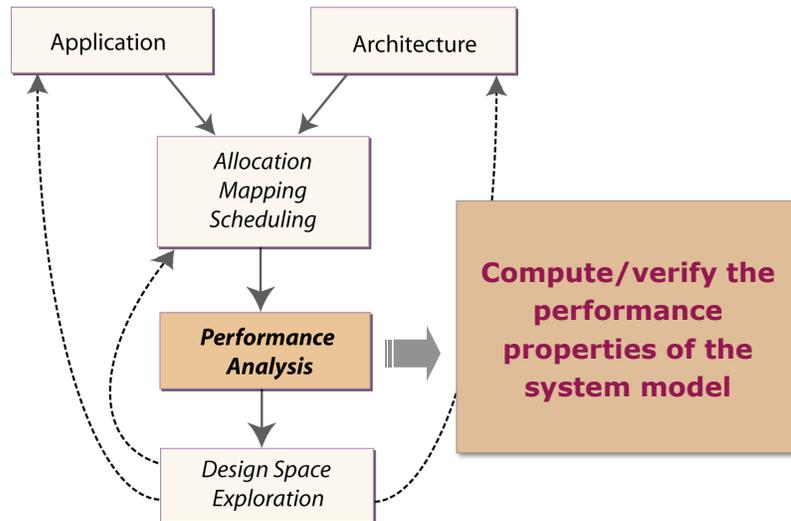 Application
Architecture
Allocation
Mapping
Scheduling
Performance
Analysis
Compute/verify the
performance
properties of the
system model
Design Space
Exploration